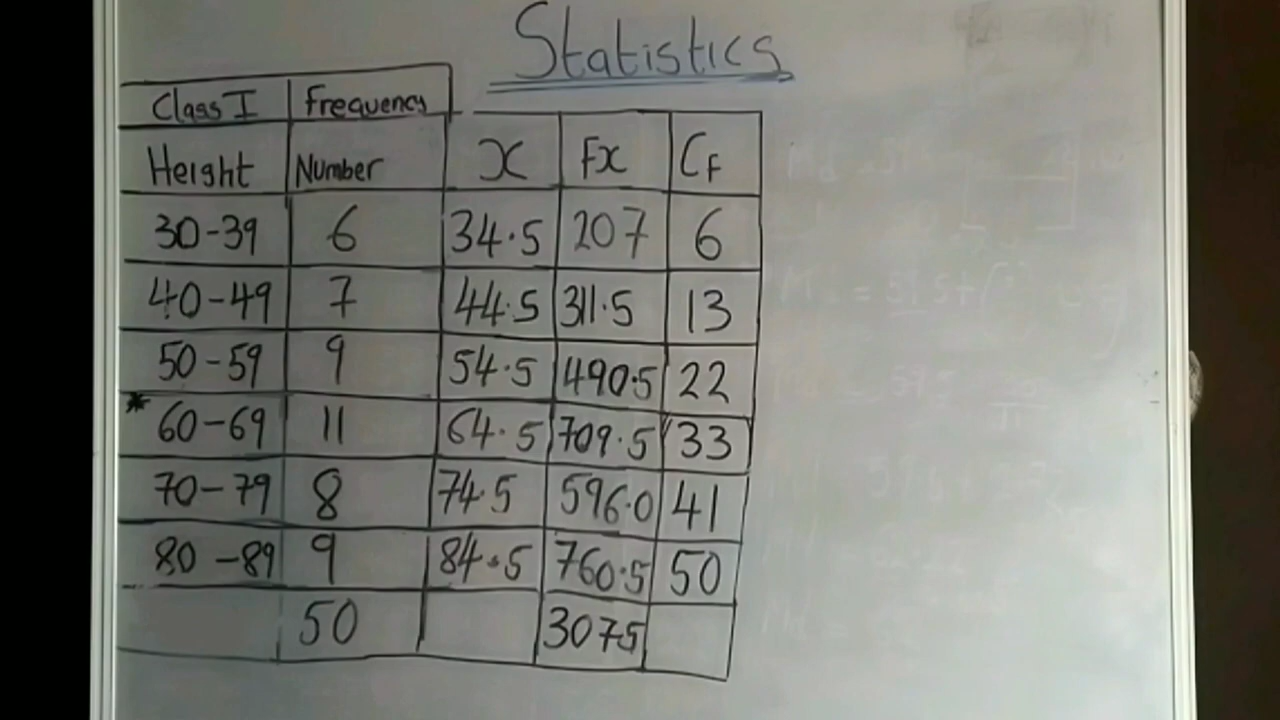 Statistics
Class I Frequency
Height Number X Fx CF
30-39 6 34.5 207 6
40-49 7 44.5 311.5 13
50-59 9 54.5 490.5 22
* 60-69 11 64.5 709.5 33
70-79 8 74.5 596.0 41
80-89 9 84.5 760.5 50
50 3075